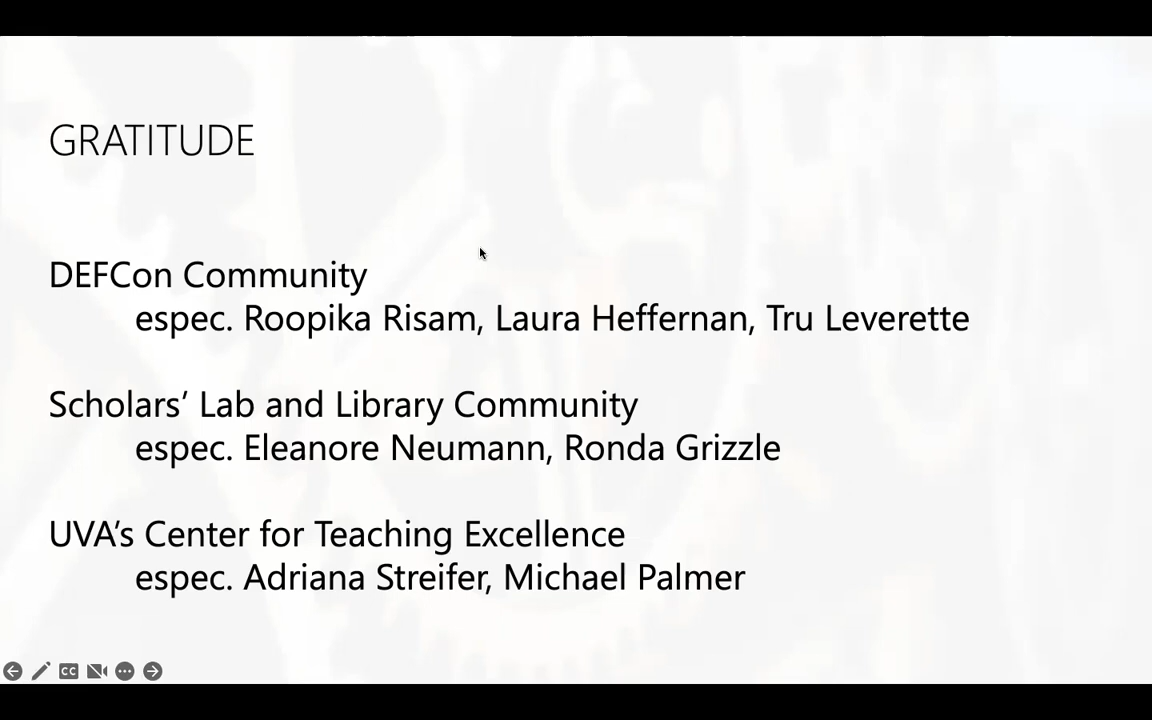 GRATITUDE
DEFCon Community
espec. Roopika Risam, Laura Heffernan, Tru Leverette
Scholars’ Lab and Library Community
espec. Eleanore Neumann, Ronda Grizzle
UVA’s Center for Teaching Excellence
espec. Adriana Streifer, Michael Palmer
CC